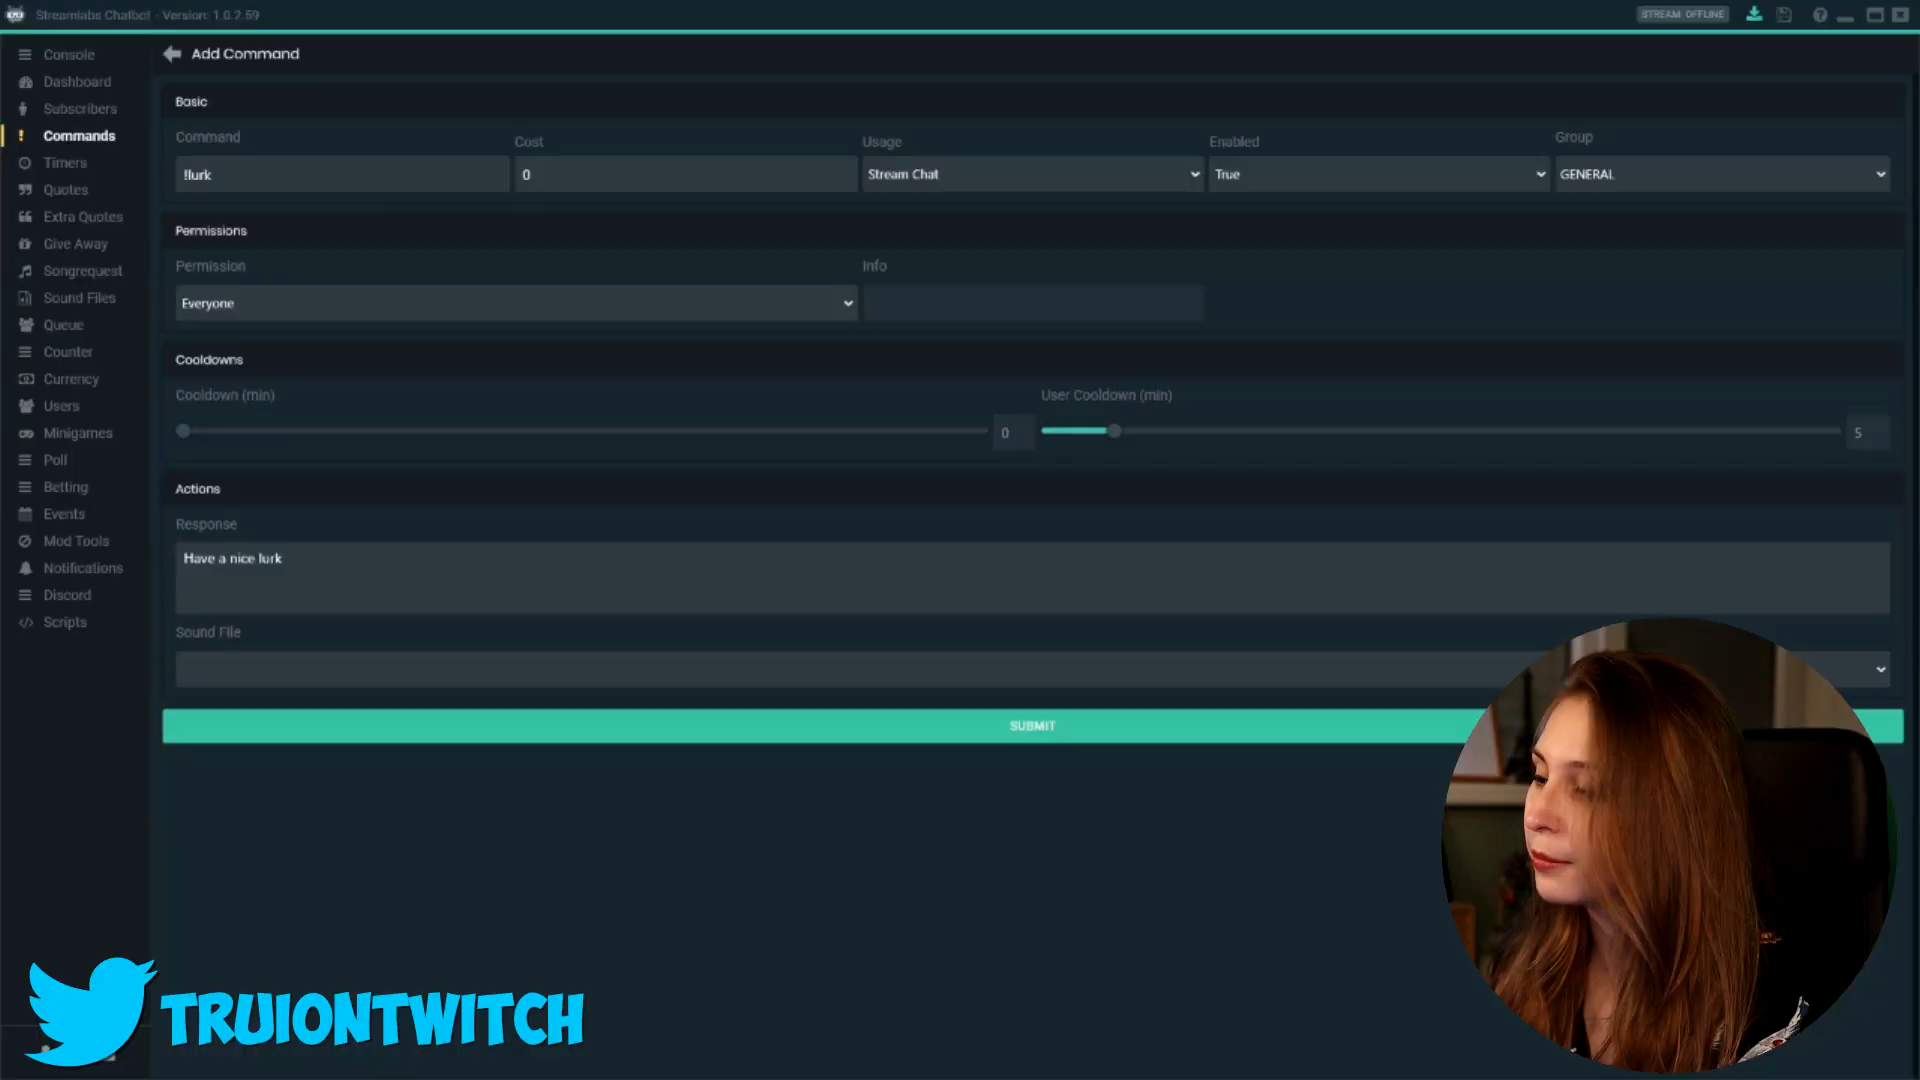 Streamlabs Chatbot - Version: 1.0.2.59
STREAM: OFFLINE
Console
Dashboard
Subscribers
Commands
Timers
Quotes
Extra Quotes
Give Away
Songrequest
Sound Files
Queue
Counter
Currency
Users
Minigames
Poll
Betting
Events
Mod Tools
Notifications
Discord
Scripts
Add Command
Basic
Command
Cost
Usage
Enabled
Group
!lurk
0
Stream Chat
True
GENERAL
Permissions
Permission
Info
Everyone
Cooldowns
Cooldown (min)
User Cooldown (min)
0
5
Actions
Response
Have a nice lurk
Sound File
SUBMIT
TRUIONTWITCH